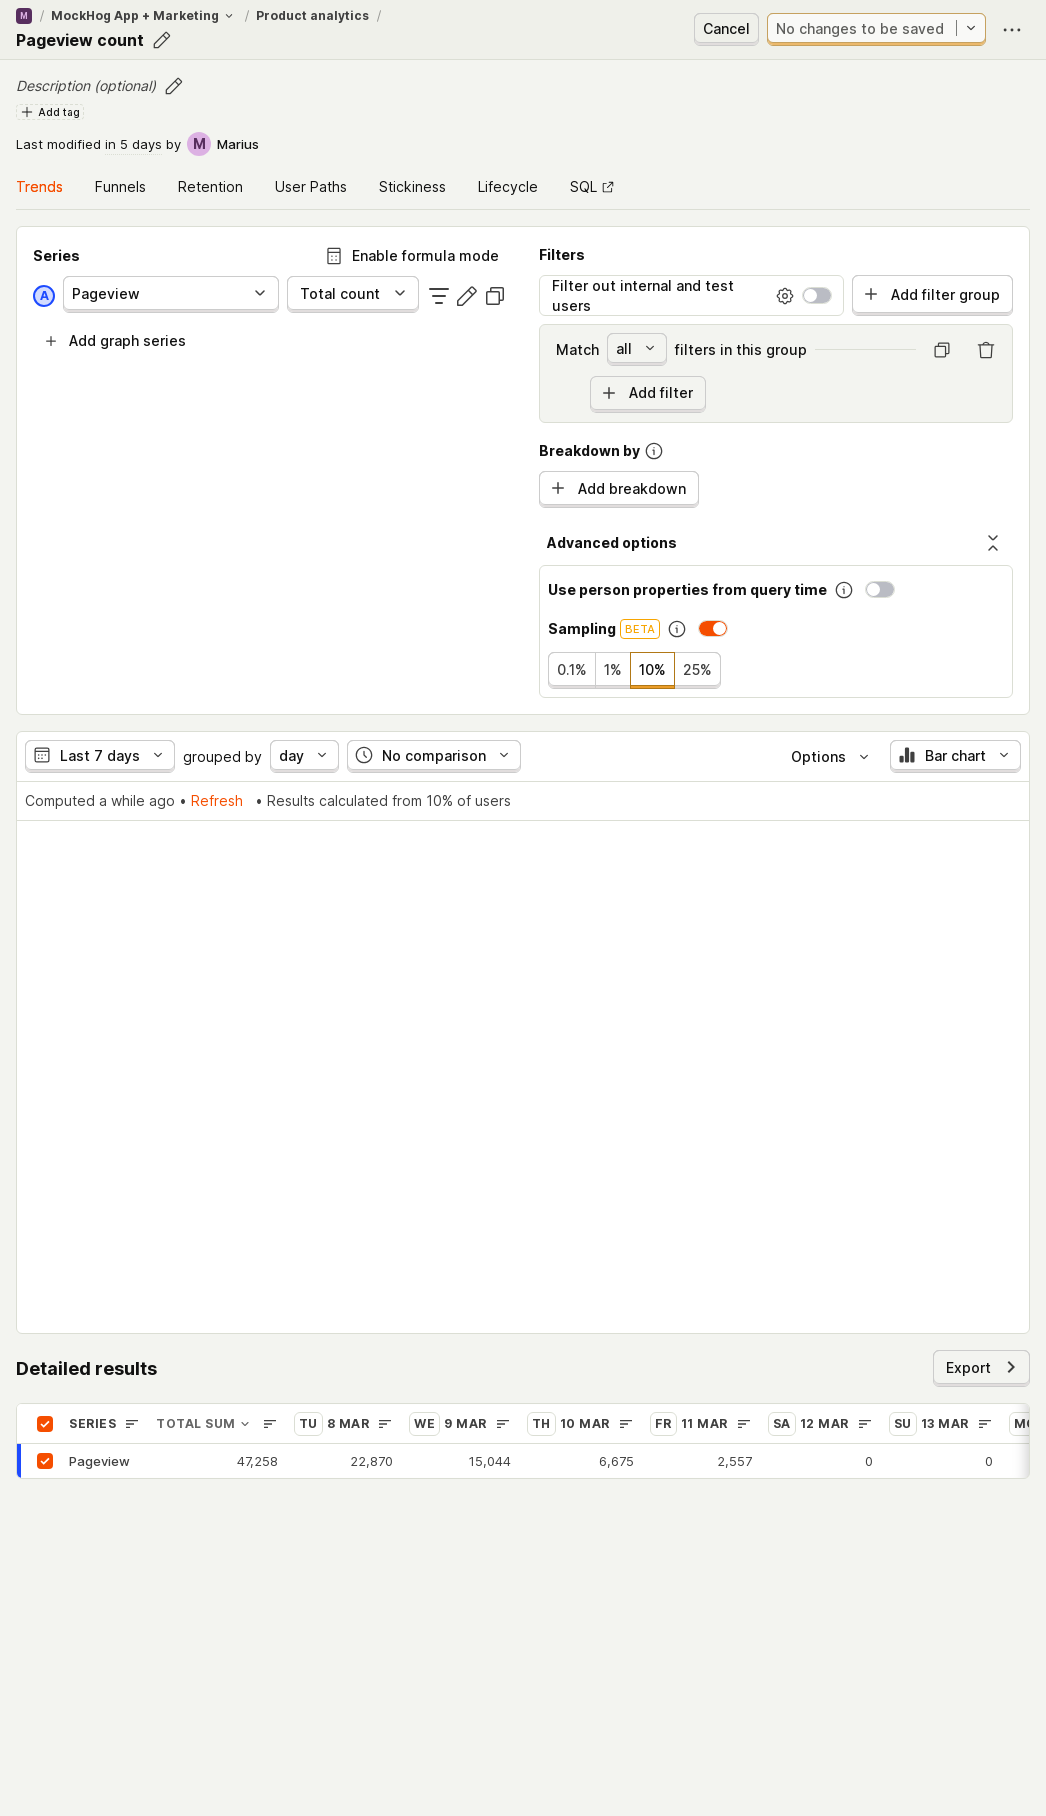 M / MockHog App + Marketing / Product analytics /
Pageview count
Cancel
No changes to be saved
Description (optional)
Add tag
Last modified in 5 days by M Marius
Trends Funnels Retention User Paths Stickiness Lifecycle SQL
Series
Enable formula mode
A Pageview Total count
Add graph series
Filters
Filter out internal and test
users
Add filter group
Match all filters in this group
Add filter
Breakdown by
Add breakdown
Advanced options
Use person properties from query time
Sampling BETA
0.1% 1% 10% 25%
Last 7 days grouped by day No comparison Options Bar chart
Computed a while ago • Refresh • Results calculated from 10% of users
Detailed results
Export
SERIES TOTAL SUM TU 8 MAR WE 9 MAR TH 10 MAR FR 11 MAR SA 12 MAR SU 13 MAR
Pageview 47,258 22,870 15,044 6,675 2,557 0 0